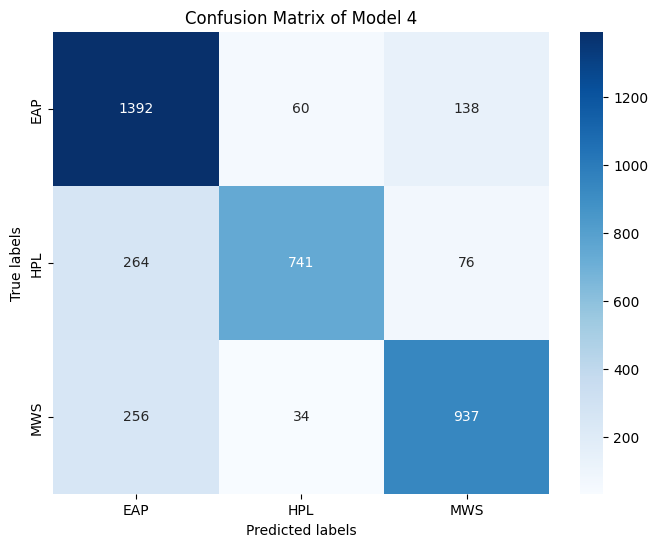 Confusion Matrix of Model 4
True labels
EAP
1392 60 138
HPL
264 741 76
MWS
256 34 937
EAP HPL MWS
Predicted labels
1200
1000
800
600
400
200